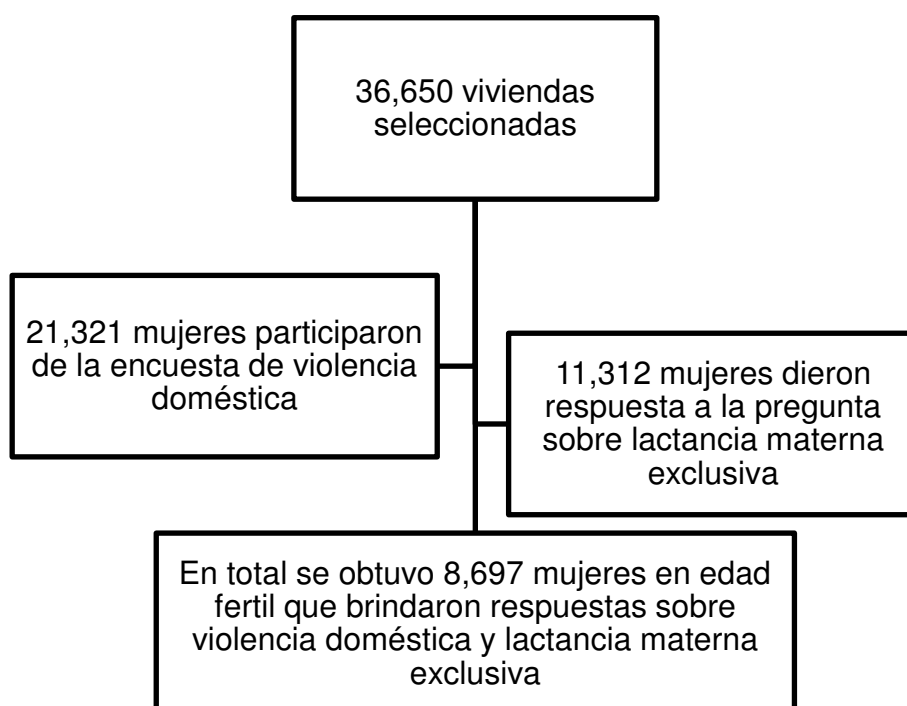 36,650 viviendas
seleccionadas
21,321 mujeres participaron
de la encuesta de violencia
doméstica
11,312 mujeres dieron
respuesta a la pregunta
sobre lactancia materna
exclusiva
En total se obtuvo 8,697 mujeres en edad
fertil que brindaron respuestas sobre
violencia doméstica y lactancia materna
exclusiva